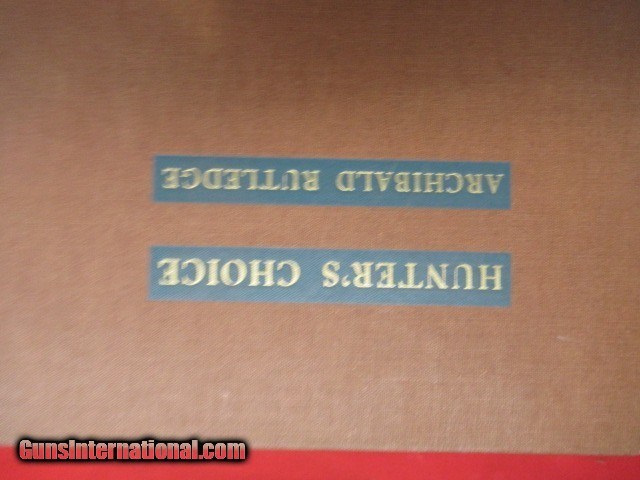 HUNTER'S CHOICE
ARCHIBALD RUTLEDGE
GunsInternational.com